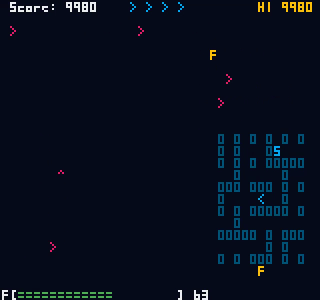 Score: 9980 > > > > HI 9980
F
S
F
F[============ ] 63